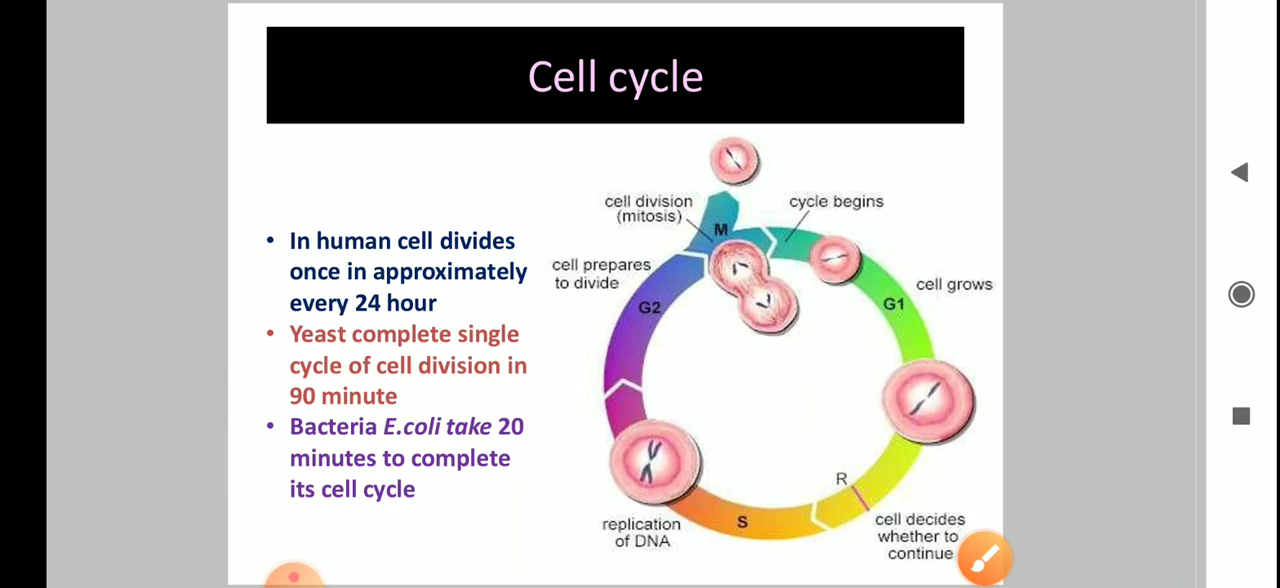 Cell cycle
• In human cell divides
once in approximately
every 24 hour
• Yeast complete single
cycle of cell division in
90 minute
• Bacteria E.coli take 20
minutes to complete
its cell cycle
cell division
(mitosis)
M
cycle begins
cell prepares
to divide
G2
G1
cell grows
R
cell decides
whether to
continue
S
replication
of DNA